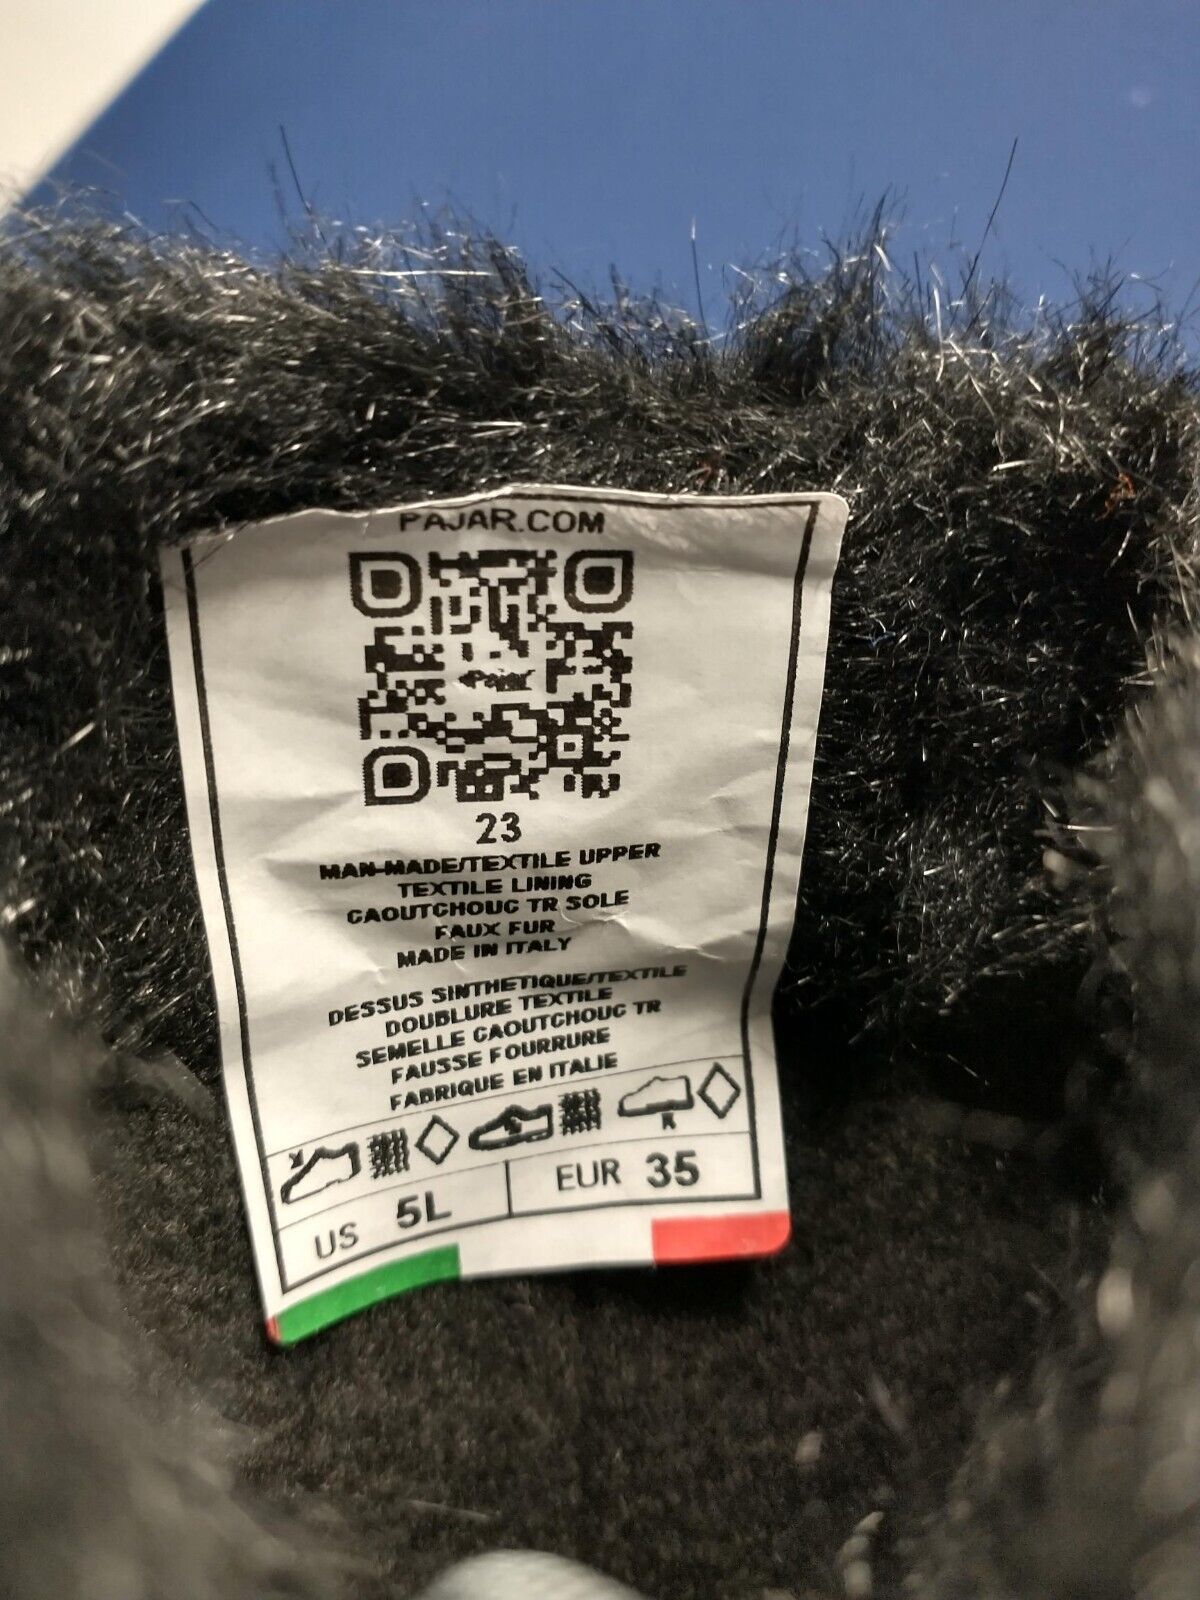 PAJAR.COM
Pajar
23
MAN-MADE/TEXTILE UPPER
TEXTILE LINING
CAOUTCHOUC TR SOLE
FAUX FUR
MADE IN ITALY
DESSUS SINTHETIQUE/TEXTILE
DOUBLURE TEXTILE
SEMELLE CAOUTCHOUC TR
FAUSSE FOURRURE
FABRIQUE EN ITALIE
US 5L EUR 35